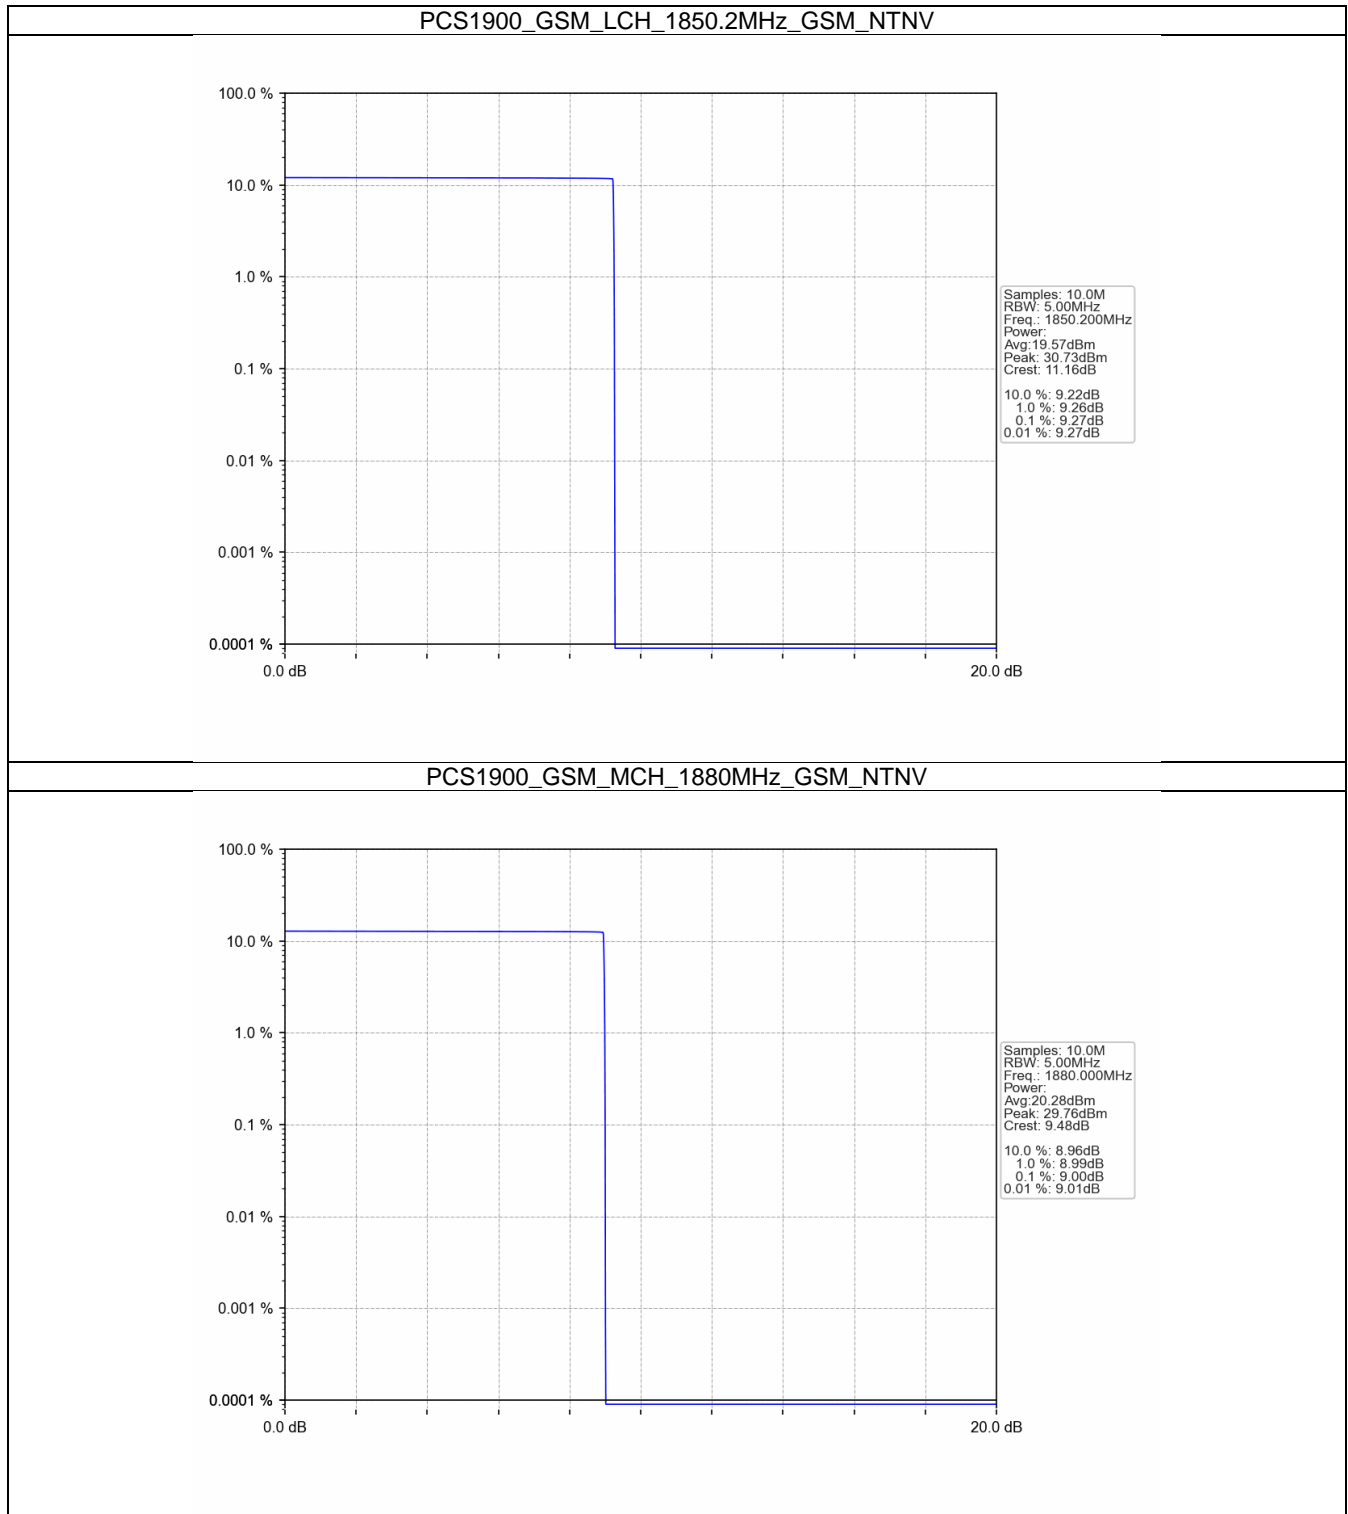 PCS1900_GSM_LCH_1850.2MHz_GSM_NTNV
100.0 %
10.0 %
1.0 %
0.1 %
0.01 %
0.001 %
0.0001 %
0.0 dB
20.0 dB
Samples: 10.0M
RBW: 5.00MHz
Freq.: 1850.200MHz
Power:
Avg:19.57dBm
Peak: 30.73dBm
Crest: 11.16dB
10.0 %: 9.22dB
1.0 %: 9.26dB
0.1 %: 9.27dB
0.01 %: 9.27dB
PCS1900_GSM_MCH_1880MHz_GSM_NTNV
100.0 %
10.0 %
1.0 %
0.1 %
0.01 %
0.001 %
0.0001 %
0.0 dB
20.0 dB
Samples: 10.0M
RBW: 5.00MHz
Freq.: 1880.000MHz
Power:
Avg:20.28dBm
Peak: 29.76dBm
Crest: 9.48dB
10.0 %: 8.96dB
1.0 %: 8.99dB
0.1 %: 9.00dB
0.01 %: 9.01dB